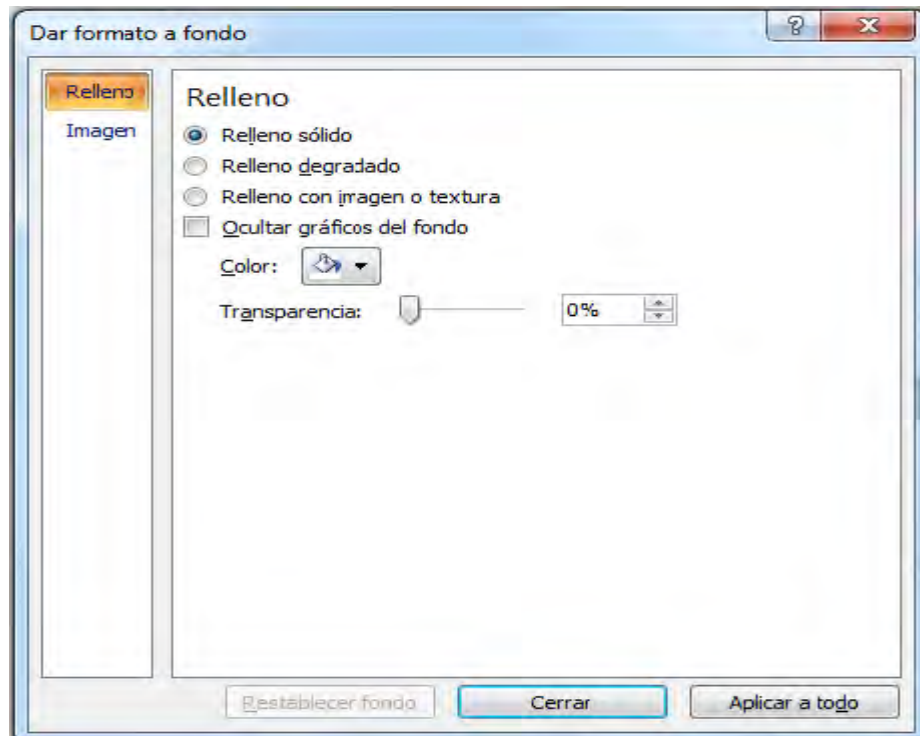 Dar formato a fondo
Relleno
Imagen
Relleno
Relleno sólido
Relleno degradado
Relleno con imagen o textura
Ocultar gráficos del fondo
Color:
Transparencia: 0%
Restablecer fondo Cerrar Aplicar a todo